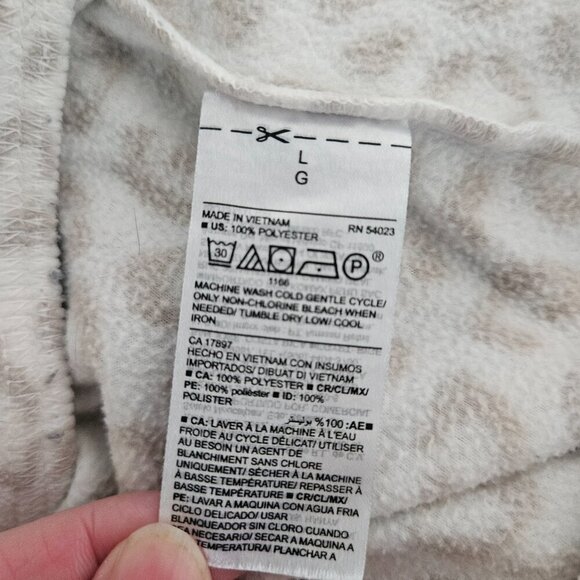 L
G
MADE IN VIETNAM RN 54023
■ US: 100% POLYESTER
30 P ®
1166
MACHINE WASH COLD GENTLE CYCLE/
ONLY NON-CHLORINE BLEACH WHEN
NEEDED/ TUMBLE DRY LOW/ COOL
IRON
CA 17897
HECHO EN VIETNAM CON INSUMOS
IMPORTADOS/ DIBUAT DI VIETNAM
■ CA: 100% POLYESTER ■ CR/CL/MX/
PE: 100% poliéster ■ ID: 100%
POLISTER
■ AE: 100% بوليستر
■ CA: LAVER À LA MACHINE À L'EAU
FROIDE AU CYCLE DÉLICAT/ UTILISER
AU BESOIN UN AGENT DE
BLANCHIMENT SANS CHLORE
UNIQUEMENT/ SÉCHER À LA MACHINE
À BASSE TEMPÉRATURE/ REPASSER À
BASSE TEMPÉRATURE ■ CR/CL/MX/
PE: LAVAR A MAQUINA CON AGUA FRIA
CICLO DELICADO/ USAR
BLANQUEADOR SIN CLORO CUANDO
SEA NECESARIO/ SECAR A MAQUINA
A BAJA TEMPERATURA/ PLANCHAR A